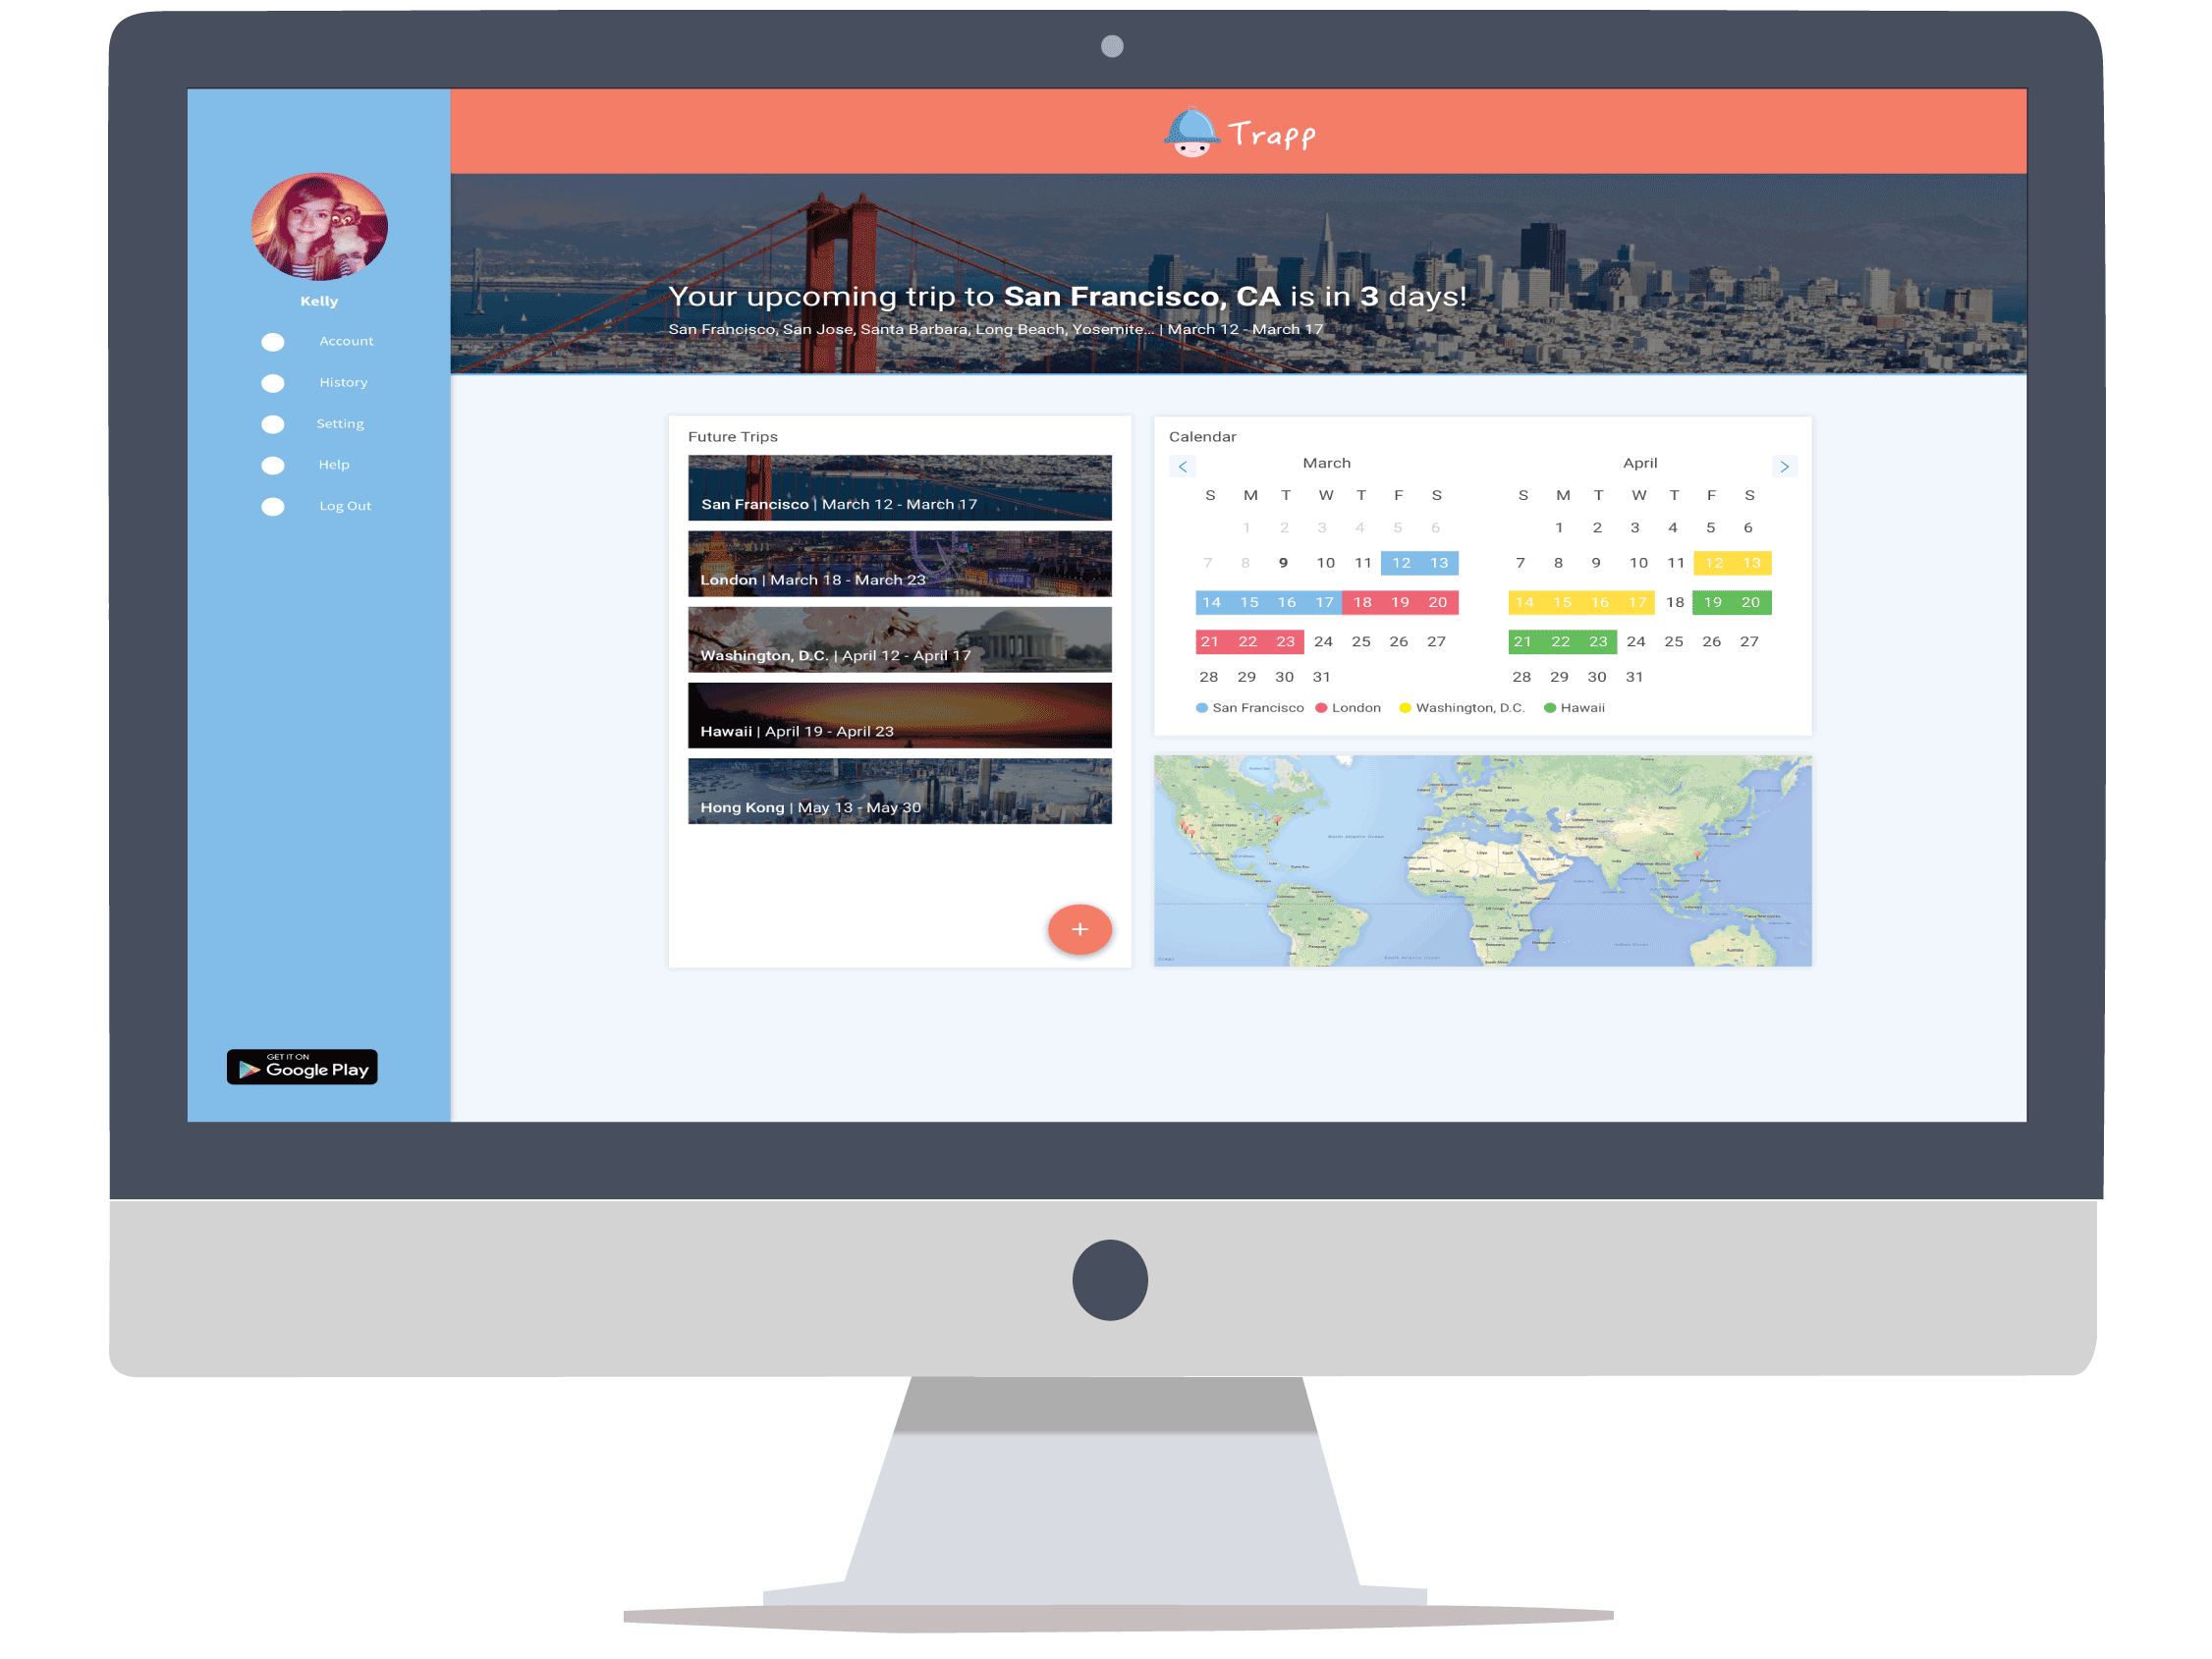 Trapp
Kelly
Account
History
Setting
Help
Log Out
GET IT ON
Google Play
Your upcoming trip to San Francisco, CA is in 3 days!
San Francisco, San Jose, Santa Barbara, Long Beach, Yosemite... | March 12 - March 17
Future Trips
San Francisco | March 12 - March 17
London | March 18 - March 23
Washington, D.C. | April 12 - April 17
Hawaii | April 19 - April 23
Hong Kong | May 13 - May 30
+
Calendar
< March
S M T W T F S
1 2 3 4 5 6
7 8 9 10 11 12 13
14 15 16 17 18 19 20
21 22 23 24 25 26 27
28 29 30 31
April >
S M T W T F S
1 2 3 4 5 6
7 8 9 10 11 12 13
14 15 16 17 18 19 20
21 22 23 24 25 26 27
28 29 30 31
San Francisco London Washington, D.C. Hawaii